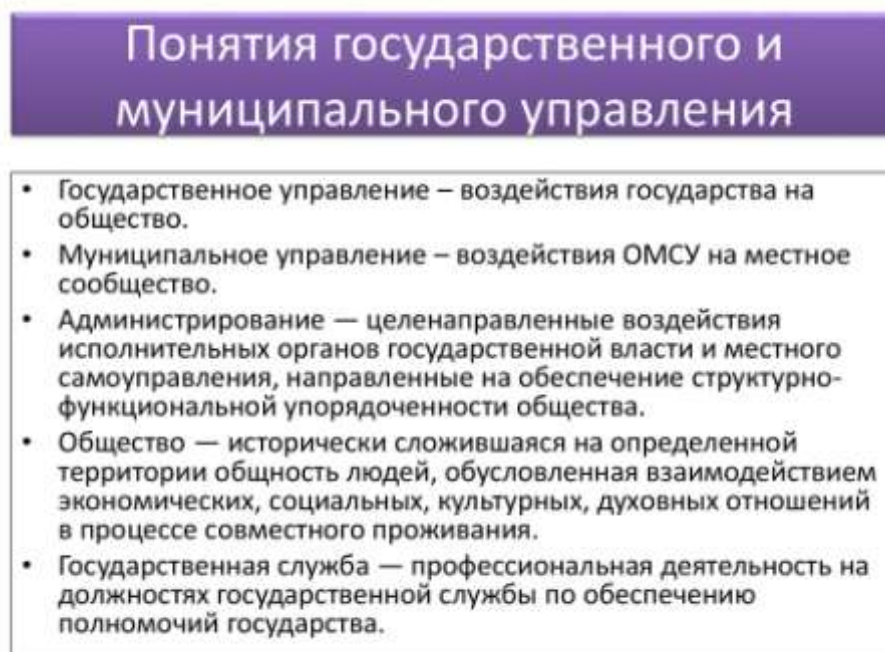 Понятия государственного и
муниципального управления
• Государственное управление – воздействия государства на
общество.
• Муниципальное управление – воздействия ОМСУ на местное
сообщество.
• Администрирование — целенаправленные воздействия
исполнительных органов государственной власти и местного
самоуправления, направленные на обеспечение структурно-
функциональной упорядоченности общества.
• Общество — исторически сложившаяся на определенной
территории общность людей, обусловленная взаимодействием
экономических, социальных, культурных, духовных отношений
в процессе совместного проживания.
• Государственная служба — профессиональная деятельность на
должностях государственной службы по обеспечению
полномочий государства.